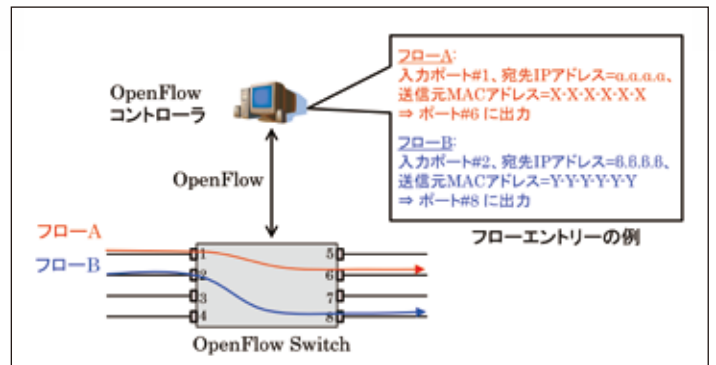 フローA:
入力ポート#1、宛先IPアドレス=α.α.α.α、
送信元MACアドレス=X-X-X-X-X-X
⇒ ポート#6 に出力
フローB:
入力ポート#2、宛先IPアドレス=β.β.β.β、
送信元MACアドレス=Y-Y-Y-Y-Y-Y
⇒ ポート#8 に出力
フローエントリーの例
OpenFlow
コントローラ
OpenFlow
フローA
フローB
1
2
3
4
5
6
7
8
OpenFlow Switch